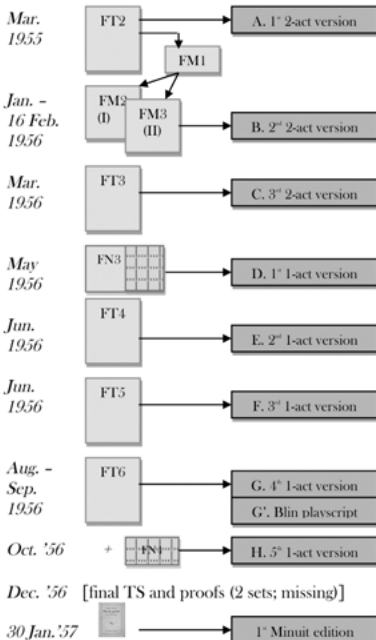 Mar.
1955
FT2
A. 1st 2-act version
FM1
Jan. –
16 Feb.
1956
FM2
(I)
FM3
(II)
B. 2nd 2-act version
Mar.
1956
FT3
C. 3rd 2-act version
May
1956
FN3
D. 1st 1-act version
Jun.
1956
FT4
E. 2nd 1-act version
Jun.
1956
FT5
F. 3rd 1-act version
Aug. –
Sep.
1956
FT6
G. 4th 1-act version
G'. Blin playscript
Oct. '56
+
FN4
H. 5th 1-act version
Dec. '56 [final TS and proofs (2 sets; missing)]
30 Jan.'57
1st Minuit edition